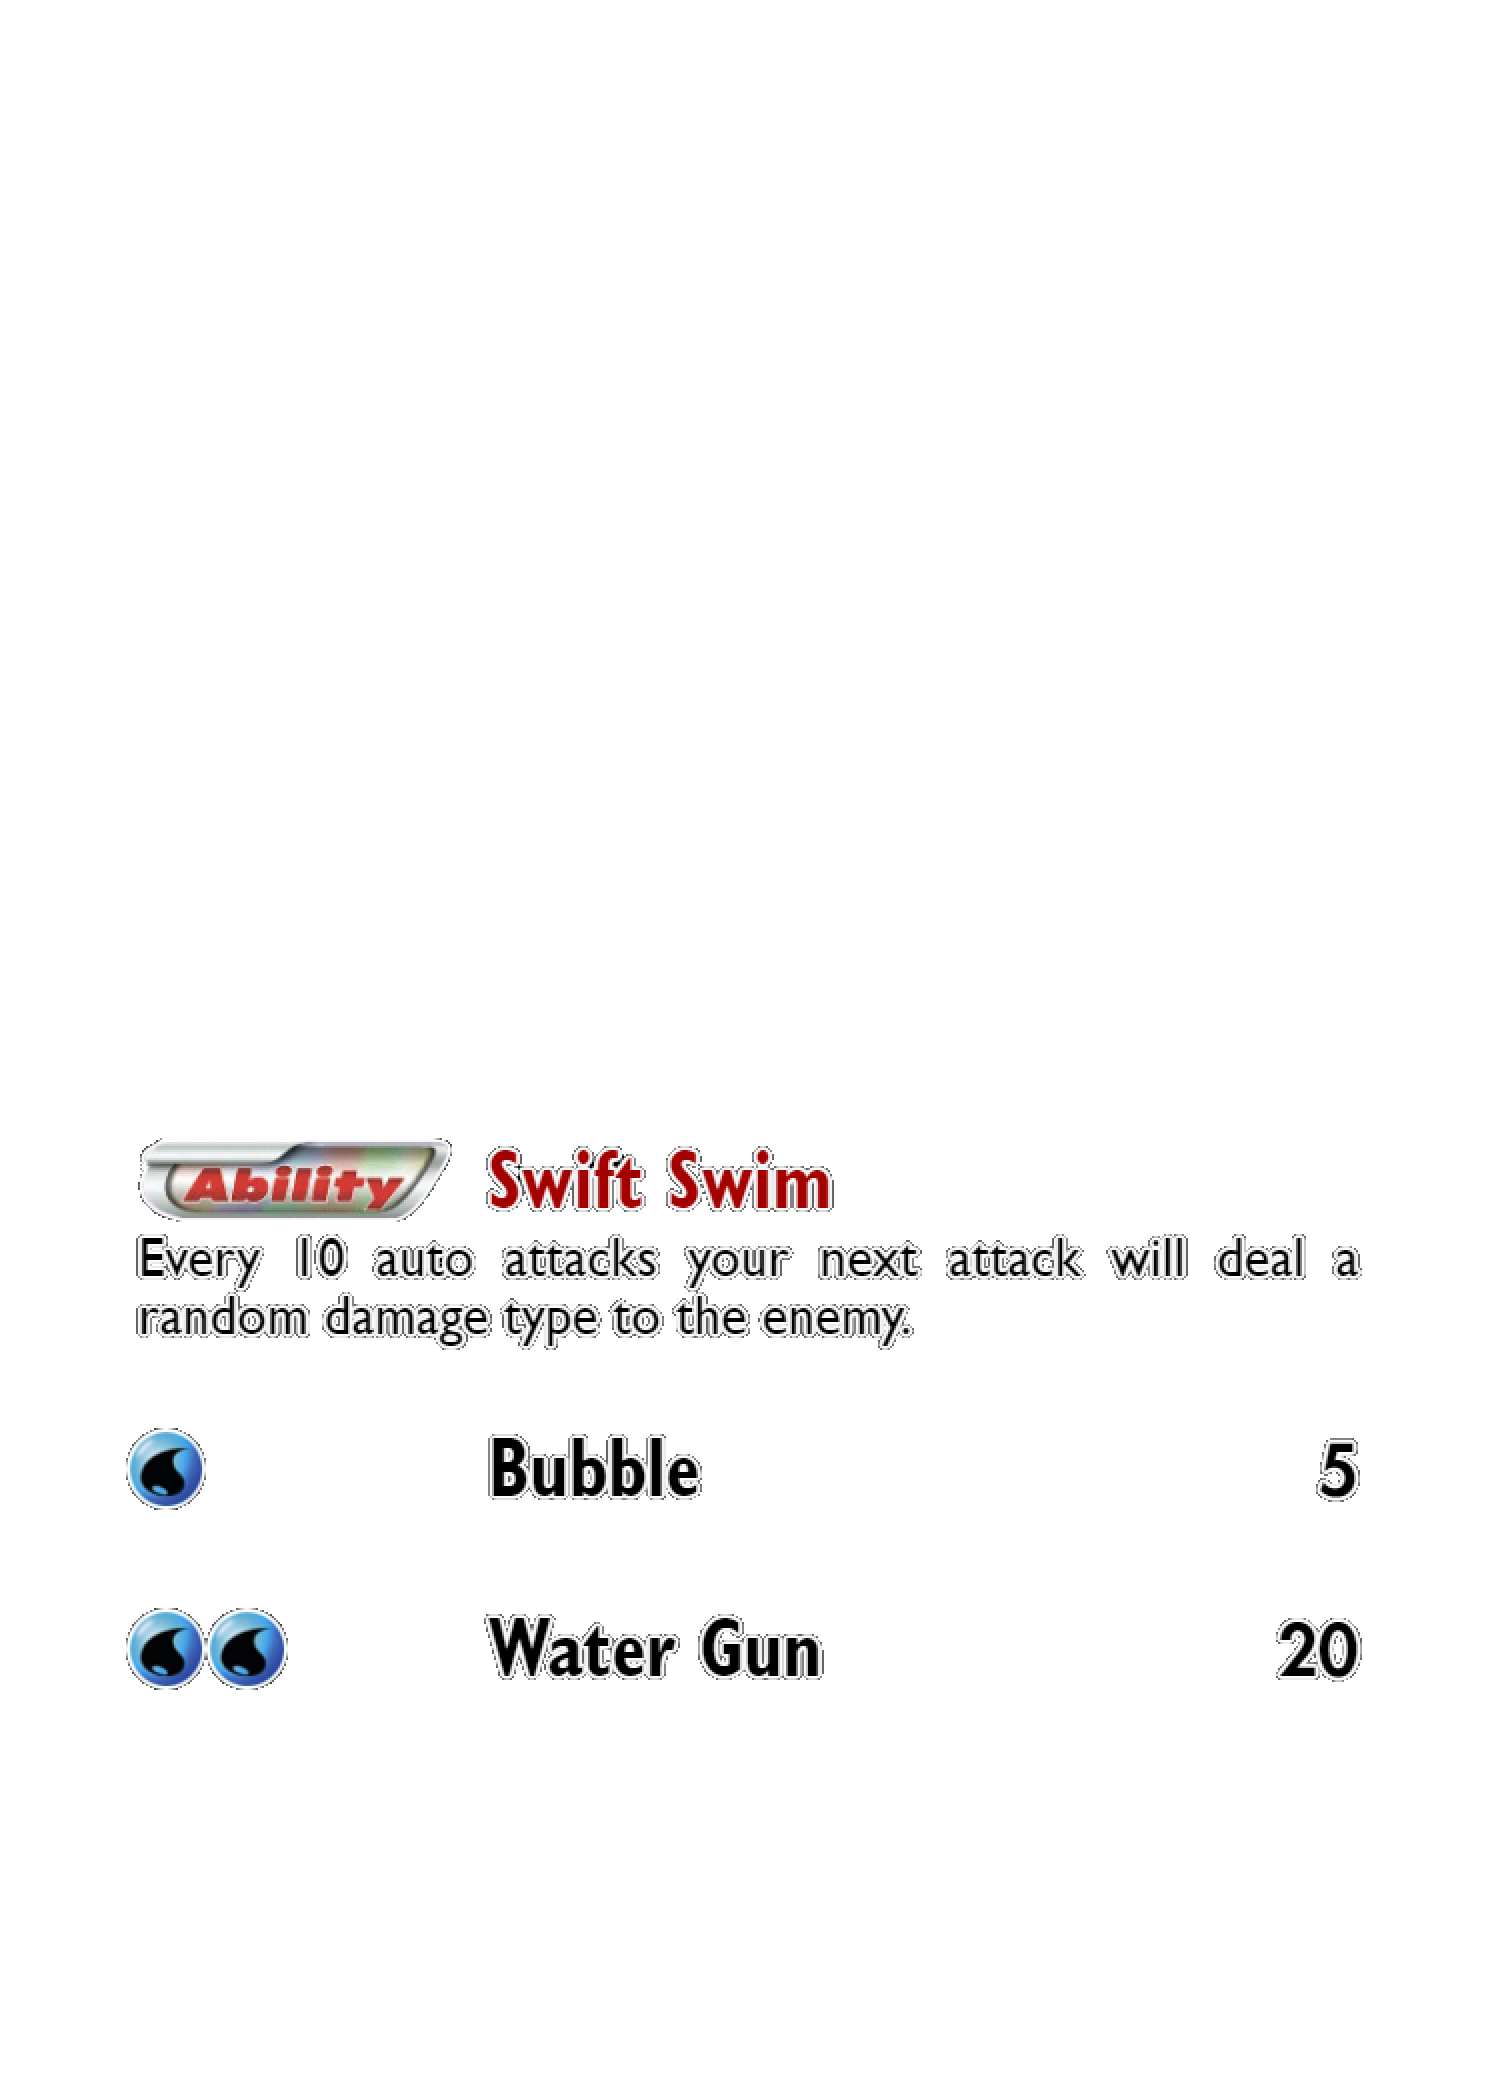 Ability Swift Swim
Every 10 auto attacks your next attack will deal a
random damage type to the enemy.
Bubble 5
Water Gun 20